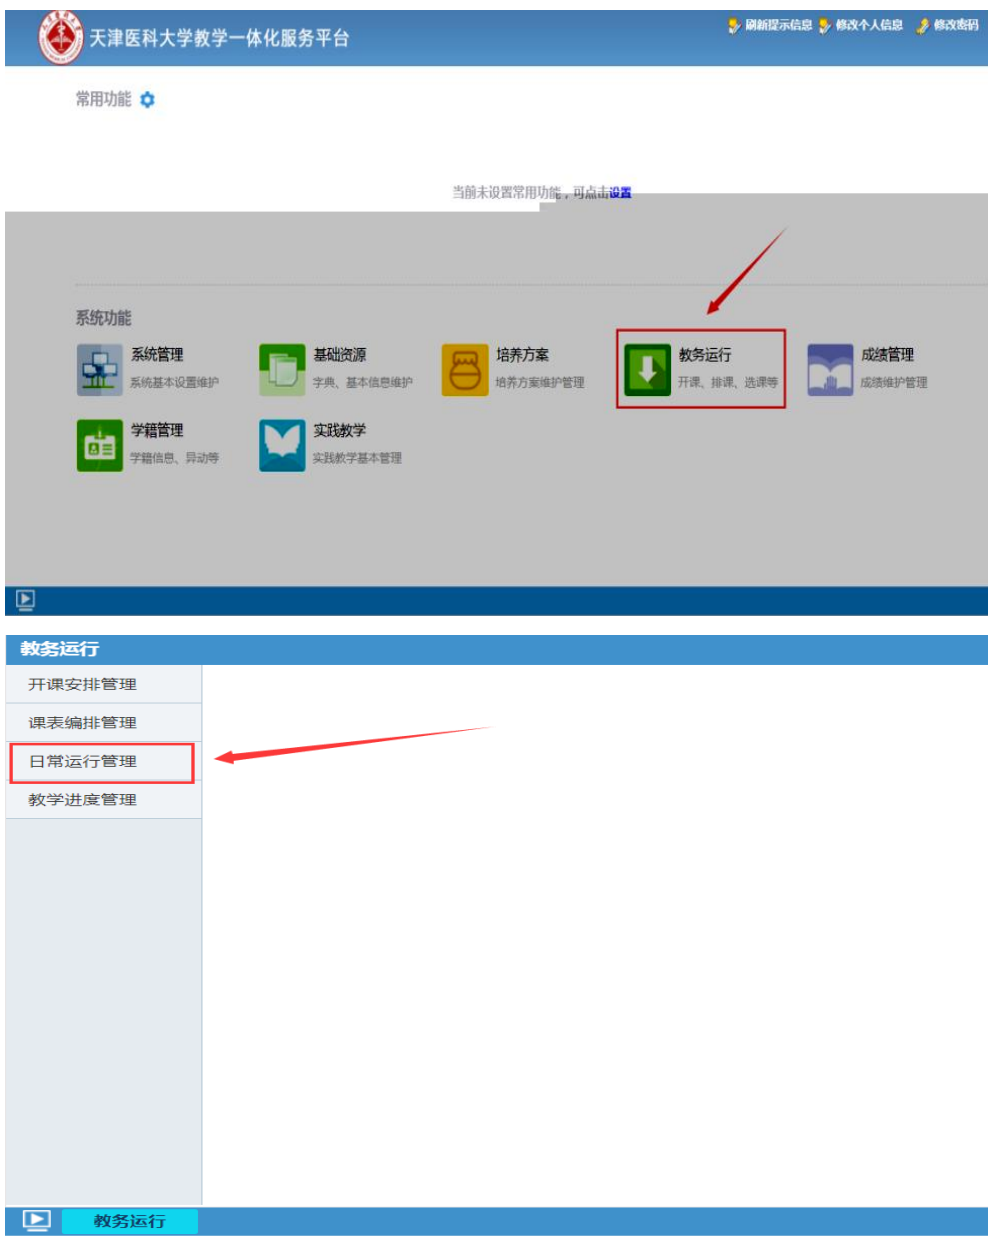 天津医科大学教学一体化服务平台
刷新提示信息 修改个人信息 修改密码
常用功能
当前未设置常用功能，可点击设置
系统功能
系统管理 基础资源 培养方案 教务运行 成绩管理
系统基本设置维护 字典、基本信息维护 培养方案维护管理 开课、排课、选课等 成绩维护管理
学籍管理 实践教学
学籍信息、异动等 实践教学基本管理
教务运行
开课安排管理
课表编排管理
日常运行管理
教学进度管理
教务运行